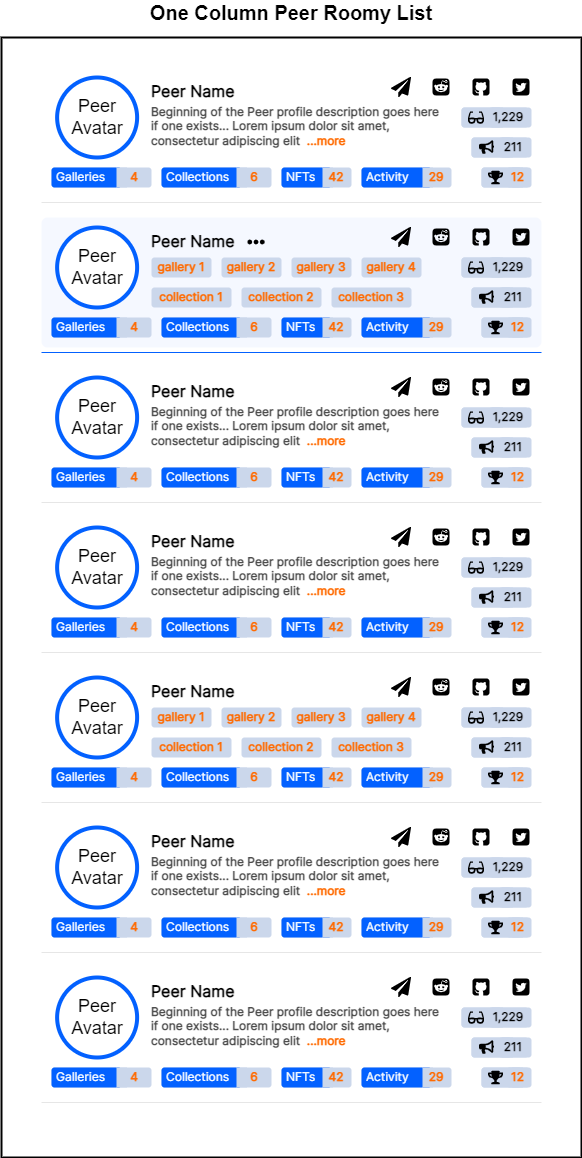 One Column Peer Roomy List
Peer Avatar
Peer Name
Beginning of the Peer profile description goes here
if one exists... Lorem ipsum dolor sit amet,
consectetur adipiscing elit ...more
1,229
211
Galleries 4 Collections 6 NFTs 42 Activity 29 12
Peer Avatar
Peer Name •••
gallery 1 gallery 2 gallery 3 gallery 4 1,229
collection 1 collection 2 collection 3 211
Galleries 4 Collections 6 NFTs 42 Activity 29 12
Peer Avatar
Peer Name
Beginning of the Peer profile description goes here
if one exists... Lorem ipsum dolor sit amet,
consectetur adipiscing elit ...more
1,229
211
Galleries 4 Collections 6 NFTs 42 Activity 29 12
Peer Avatar
Peer Name
Beginning of the Peer profile description goes here
if one exists... Lorem ipsum dolor sit amet,
consectetur adipiscing elit ...more
1,229
211
Galleries 4 Collections 6 NFTs 42 Activity 29 12
Peer Avatar
Peer Name
gallery 1 gallery 2 gallery 3 gallery 4 1,229
collection 1 collection 2 collection 3 211
Galleries 4 Collections 6 NFTs 42 Activity 29 12
Peer Avatar
Peer Name
Beginning of the Peer profile description goes here
if one exists... Lorem ipsum dolor sit amet,
consectetur adipiscing elit ...more
1,229
211
Galleries 4 Collections 6 NFTs 42 Activity 29 12
Peer Avatar
Peer Name
Beginning of the Peer profile description goes here
if one exists... Lorem ipsum dolor sit amet,
consectetur adipiscing elit ...more
1,229
211
Galleries 4 Collections 6 NFTs 42 Activity 29 12